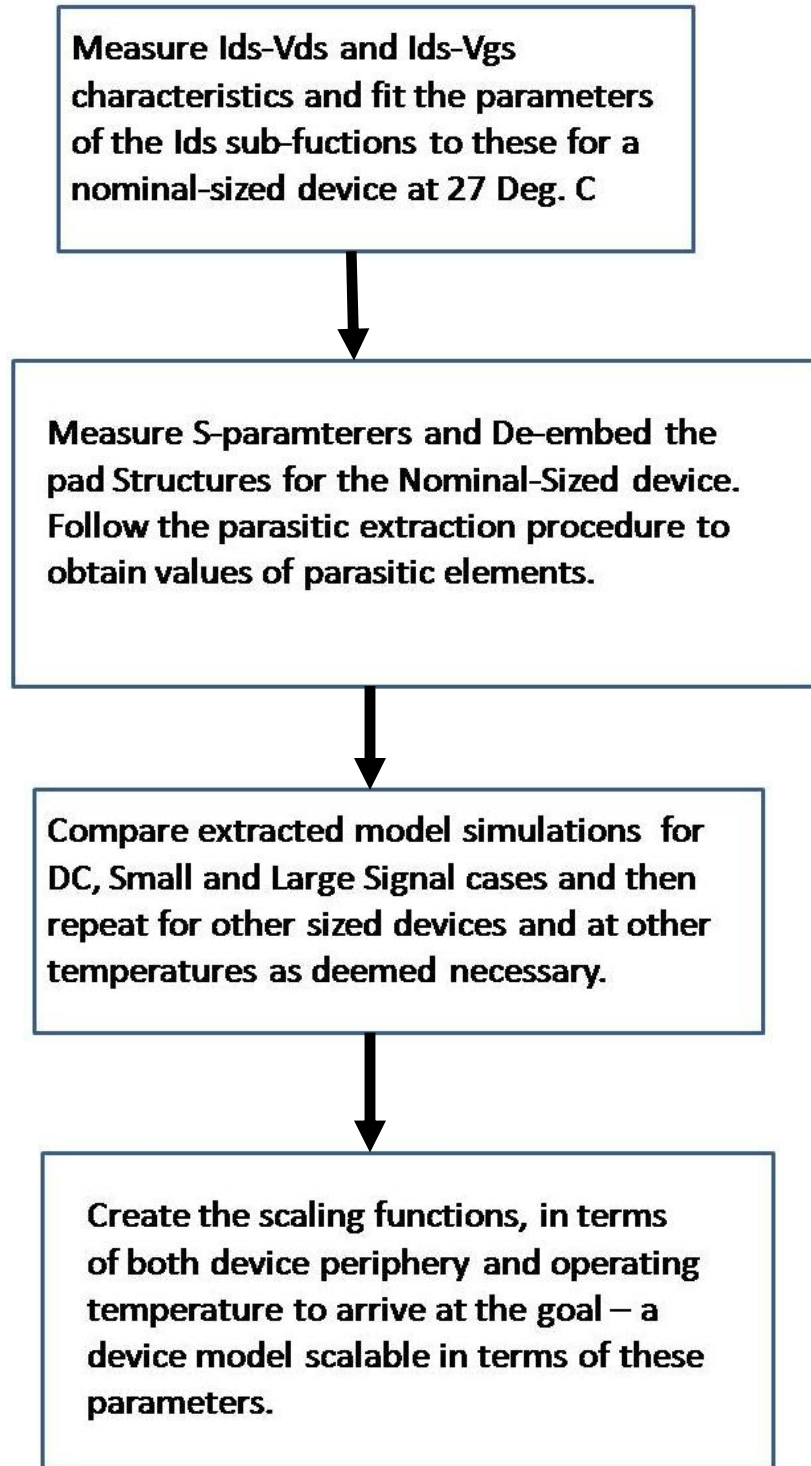 Measure Ids-Vds and Ids-Vgs
characteristics and fit the parameters
of the Ids sub-fuctions to these for a
nominal-sized device at 27 Deg. C
Measure S-paramterers and De-embed the
pad Structures for the Nominal-Sized device.
Follow the parasitic extraction procedure to
obtain values of parasitic elements.
Compare extracted model simulations for
DC, Small and Large Signal cases and then
repeat for other sized devices and at other
temperatures as deemed necessary.
Create the scaling functions, in terms
of both device periphery and operating
temperature to arrive at the goal – a
device model scalable in terms of these
parameters.